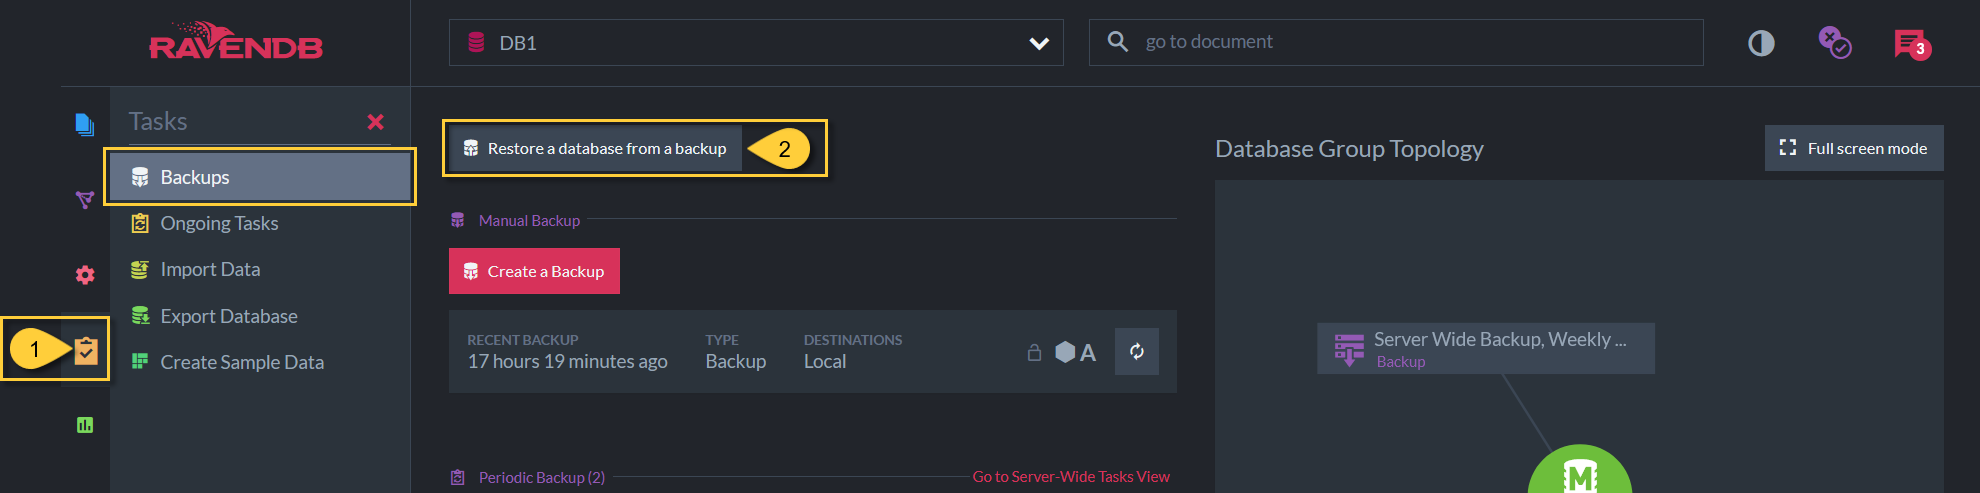 RAVENDB
DB1
go to document
3
Tasks
Backups
Ongoing Tasks
Import Data
Export Database
Create Sample Data
1
Restore a database from a backup
2
Manual Backup
Create a Backup
RECENT BACKUP TYPE DESTINATIONS
17 hours 19 minutes ago Backup Local
A
Periodic Backup (2) Go to Server-Wide Tasks View
Database Group Topology
Full screen mode
Server Wide Backup, Weekly ...
Backup
M